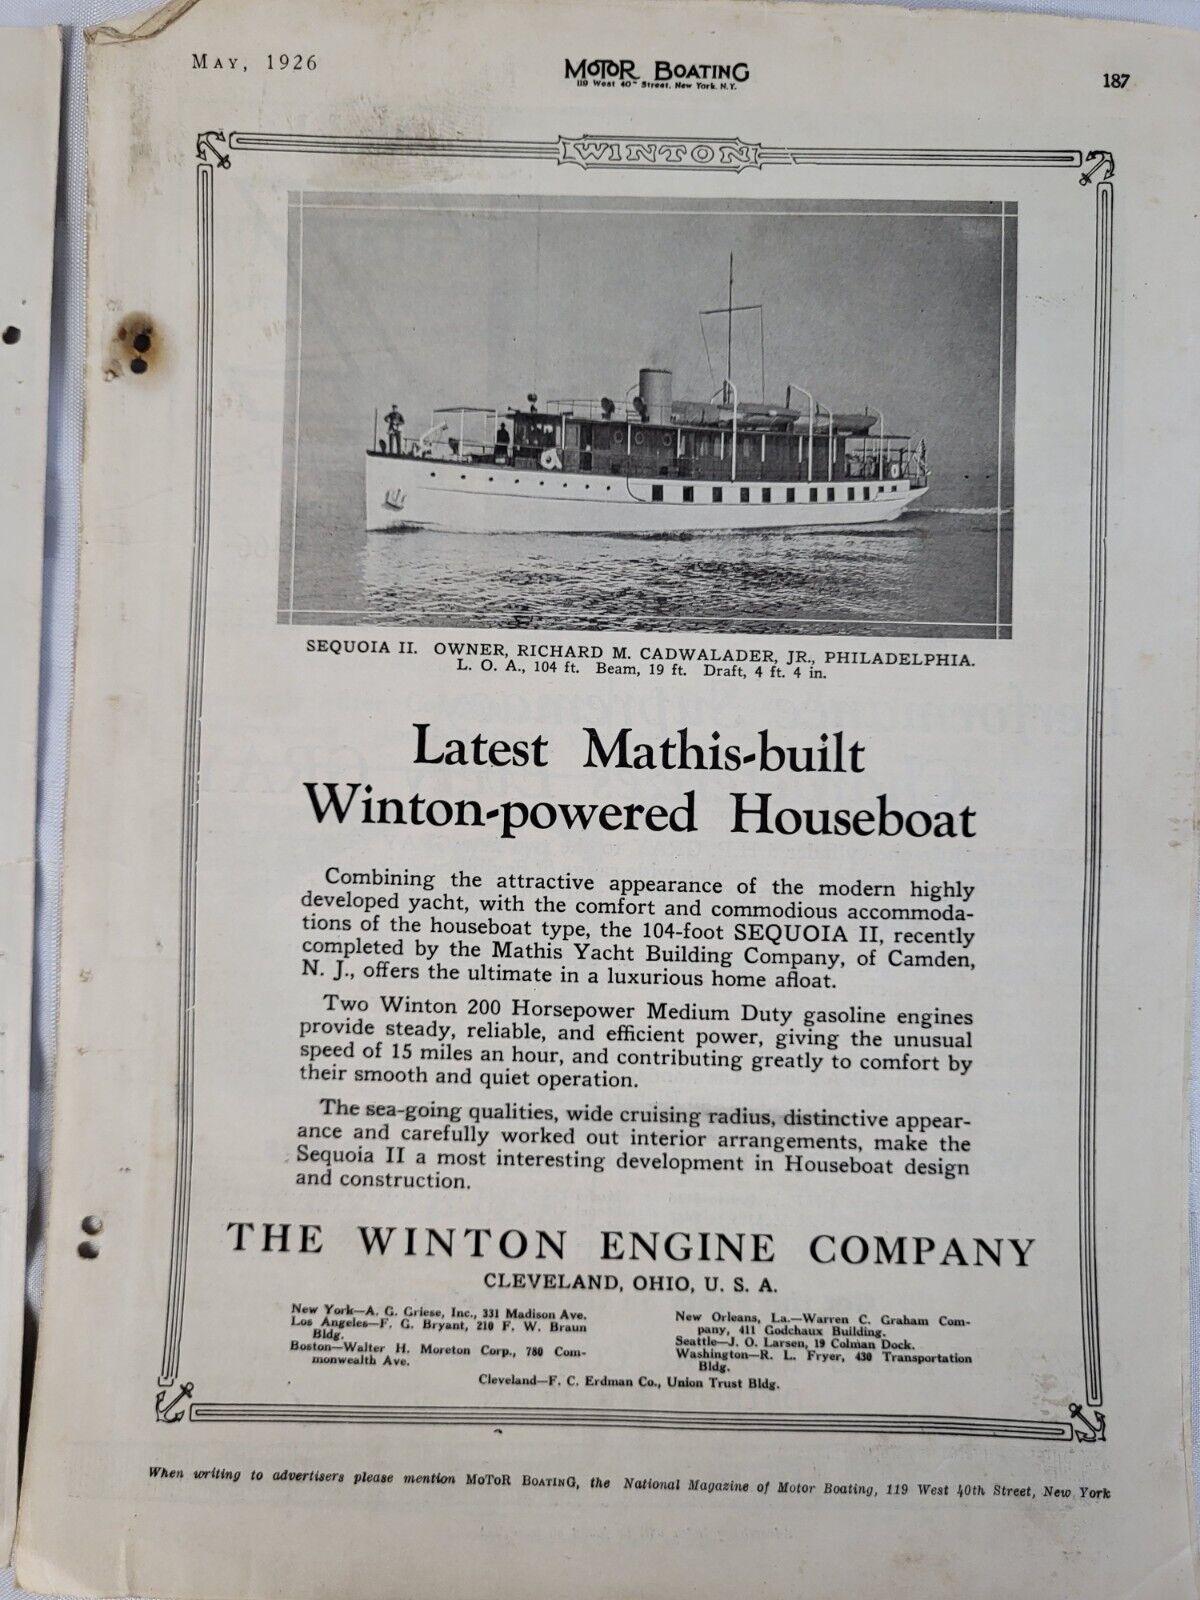 May, 1926
MoToR BoatinG
119 West 40th Street, New York, N.Y.
187
WINTON
SEQUOIA II. OWNER, RICHARD M. CADWALADER, JR., PHILADELPHIA.
L. O. A., 104 ft. Beam, 19 ft. Draft, 4 ft. 4 in.
Latest Mathis-built
Winton-powered Houseboat
Combining the attractive appearance of the modern highly
developed yacht, with the comfort and commodious accommoda-
tions of the houseboat type, the 104-foot SEQUOIA II, recently
completed by the Mathis Yacht Building Company, of Camden,
N. J., offers the ultimate in a luxurious home afloat.
Two Winton 200 Horsepower Medium Duty gasoline engines
provide steady, reliable, and efficient power, giving the unusual
speed of 15 miles an hour, and contributing greatly to comfort by
their smooth and quiet operation.
The sea-going qualities, wide cruising radius, distinctive appear-
ance and carefully worked out interior arrangements, make the
Sequoia II a most interesting development in Houseboat design
and construction.
THE WINTON ENGINE COMPANY
CLEVELAND, OHIO, U. S. A.
New York—A. G. Griese, Inc., 331 Madison Ave.
Los Angeles—F. G. Bryant, 210 F. W. Braun
Bldg.
Boston—Walter H. Moreton Corp., 780 Com-
monwealth Ave.
New Orleans, La.—Warren C. Graham Com-
pany, 411 Godchaux Building.
Seattle—J. O. Larsen, 19 Colman Dock.
Washington—R. L. Fryer, 430 Transportation
Bldg.
Cleveland—F. C. Erdman Co., Union Trust Bldg.
When writing to advertisers please mention MoToR BoatinG, the National Magazine of Motor Boating, 119 West 40th Street, New York